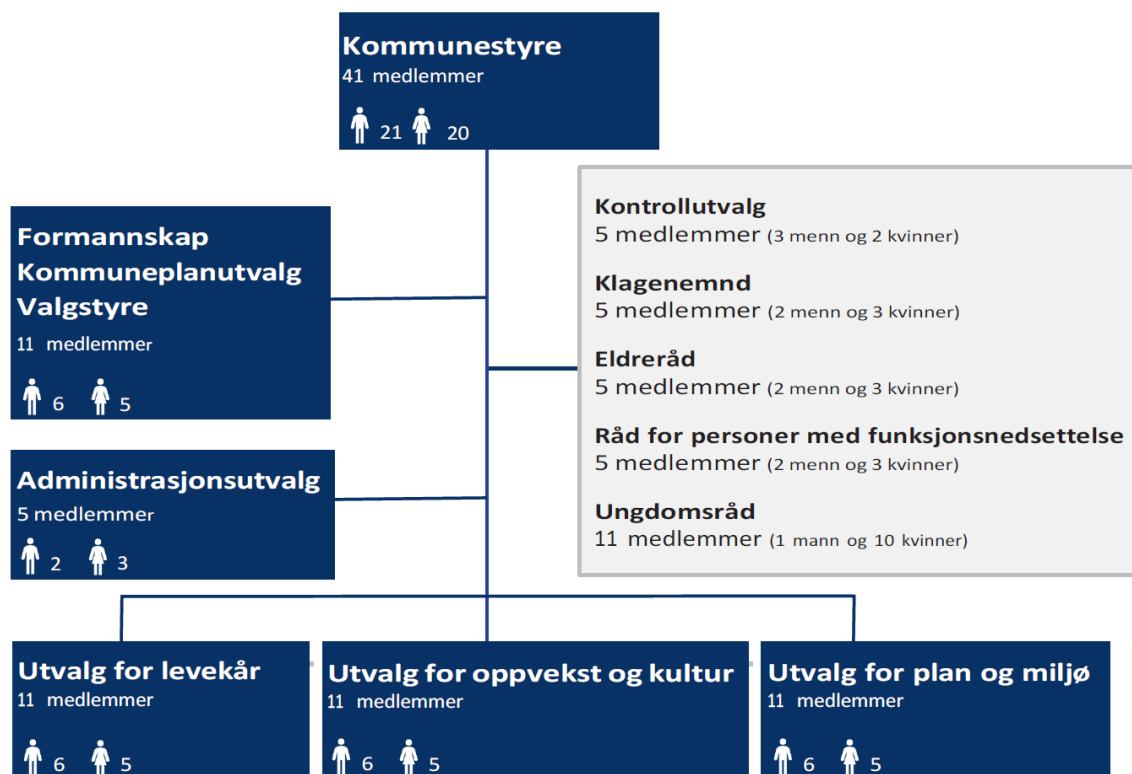 Kommunestyre
41 medlemmer
21 20
Formannskap
Kommuneplanutvalg
Valgstyre
11 medlemmer
6 5
Kontrollutvalg
5 medlemmer (3 menn og 2 kvinner)
Klagenemnd
5 medlemmer (2 menn og 3 kvinner)
Eldreråd
5 medlemmer (2 menn og 3 kvinner)
Råd for personer med funksjonsnedsettelse
5 medlemmer (2 menn og 3 kvinner)
Ungdomsråd
11 medlemmer (1 mann og 10 kvinner)
Administrasjonsutvalg
5 medlemmer
2 3
Utvalg for levekår
11 medlemmer
6 5
Utvalg for oppvekst og kultur
11 medlemmer
6 5
Utvalg for plan og miljø
11 medlemmer
6 5